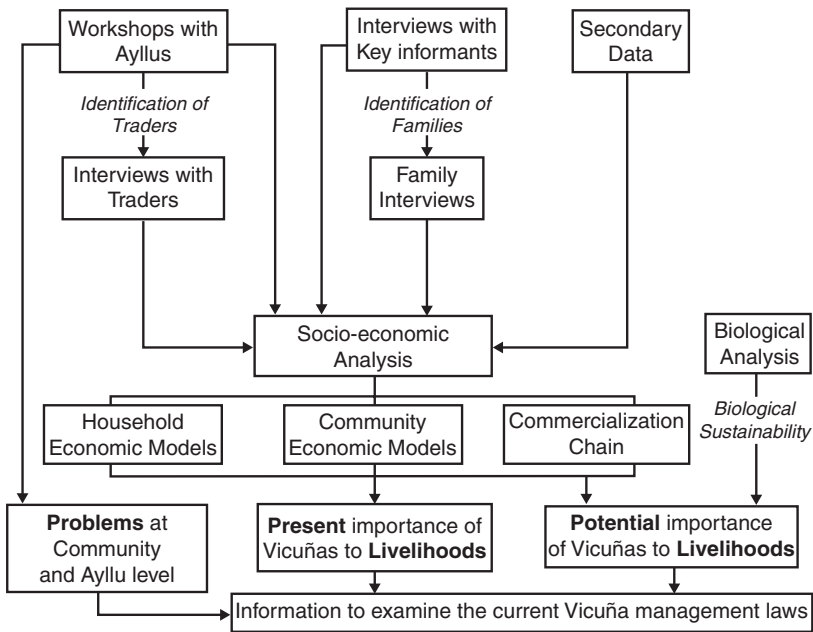 Workshops with
Ayllus
Interviews with
Key informants
Secondary
Data
Identification of
Traders
Identification of
Families
Interviews with
Traders
Family
Interviews
Socio-economic
Analysis
Biological
Analysis
Household
Economic Models
Community
Economic Models
Commercialization
Chain
Biological
Sustainability
Problems at
Community
and Ayllu level
Present importance of
Vicuñas to Livelihoods
Potential importance
of Vicuñas to Livelihoods
Information to examine the current Vicuña management laws